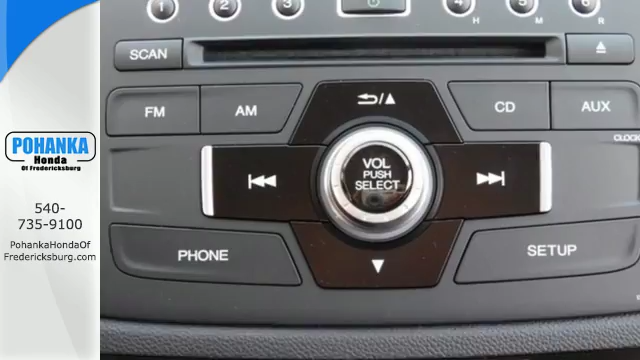 1 2 3 4 5 6
H M R
SCAN
FM AM CD AUX
CLOCK
VOL
PUSH
SELECT
PHONE SETUP
POHANKA
Honda
Of Fredericksburg
540-
735-9100
PohankaHondaOf
Fredericksburg.com